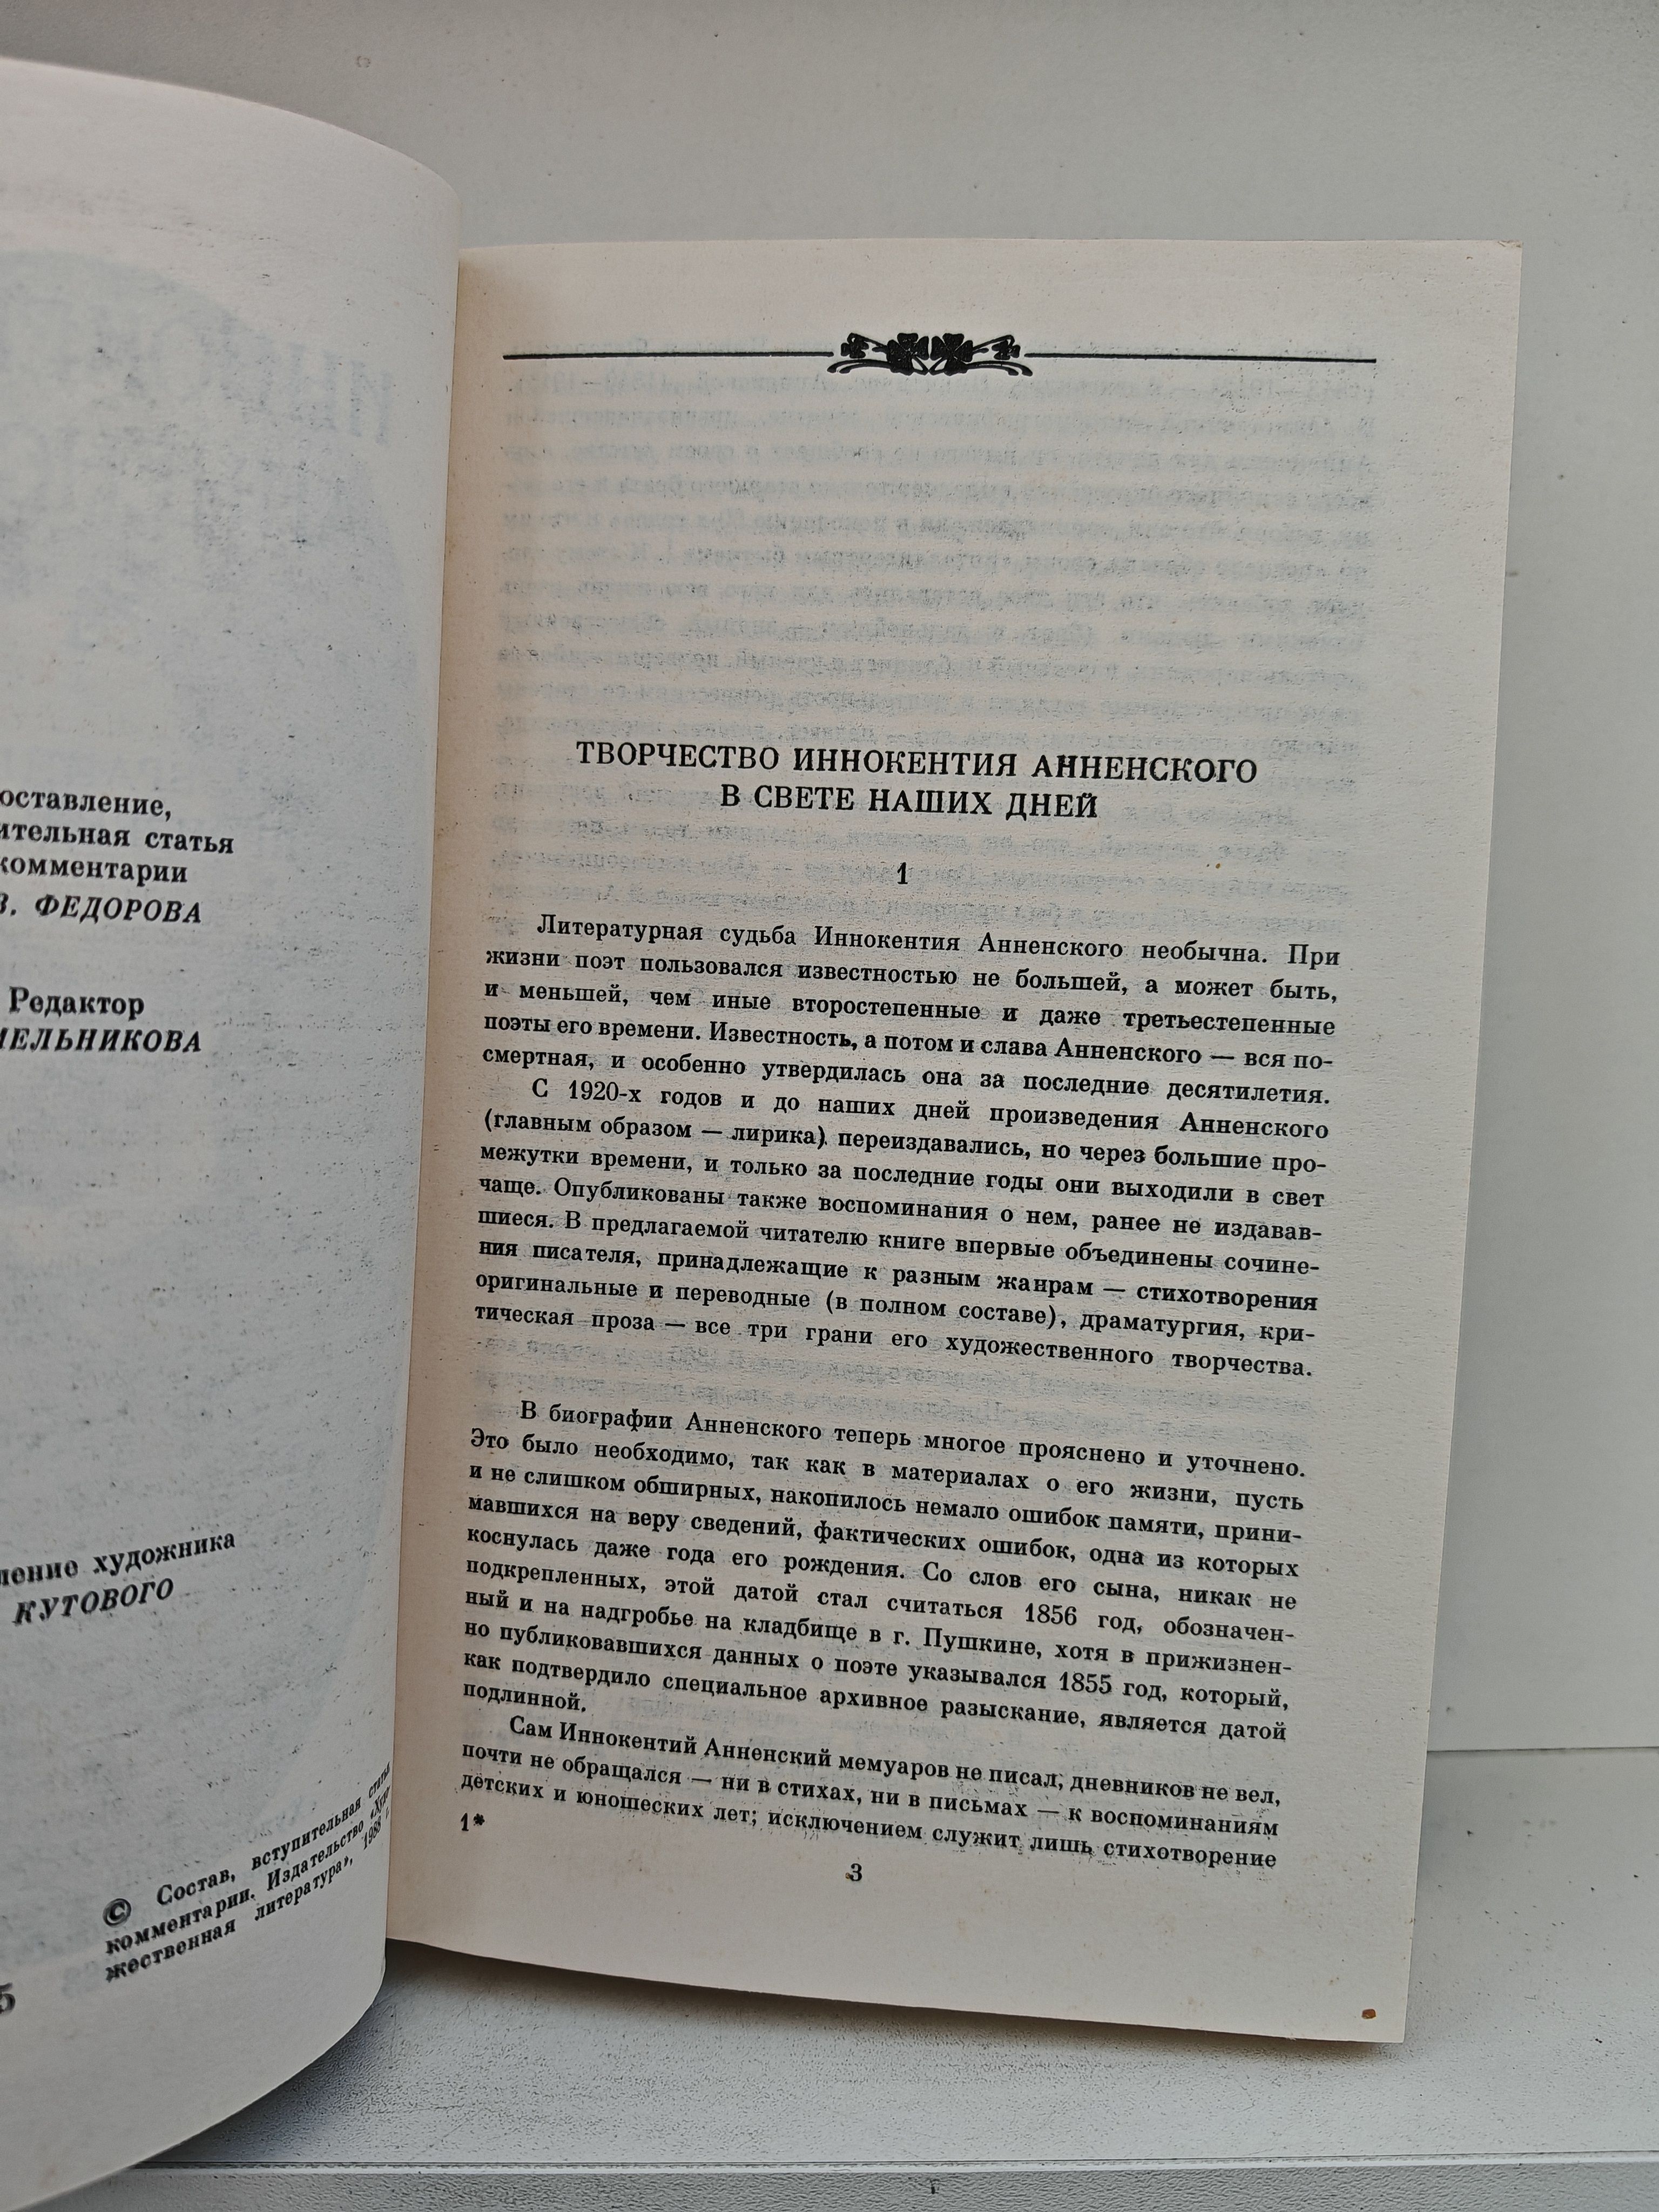 оставление,
ительная статья
комментарии
В. ФЕДОРОВА
Редактор
МЕЛЬНИКОВА
ление художника
КУТОВОГО
© Состав, вступительная статья
комментарии. Издательство «Худо-
жественная литература», 1988 г.
5
ТВОРЧЕСТВО ИННОКЕНТИЯ АННЕНСКОГО
В СВЕТЕ НАШИХ ДНЕЙ
1
Литературная судьба Иннокентия Анненского необычна. При
жизни поэт пользовался известностью не большей, а может быть,
и меньшей, чем иные второстепенные и даже третьестепенные
поэты его времени. Известность, а потом и слава Анненского — вся по-
смертная, и особенно утвердилась она за последние десятилетия.
С 1920-х годов и до наших дней произведения Анненского
(главным образом — лирика) переиздавались, но через большие про-
межутки времени, и только за последние годы они выходили в свет
чаще. Опубликованы также воспоминания о нем, ранее не издавав-
шиеся. В предлагаемой читателю книге впервые объединены сочине-
ния писателя, принадлежащие к разным жанрам — стихотворения
оригинальные и переводные (в полном составе), драматургия, кри-
тическая проза — все три грани его художественного творчества.
В биографии Анненского теперь многое прояснено и уточнено.
Это было необходимо, так как в материалах о его жизни, пусть
и не слишком обширных, накопилось немало ошибок памяти, прини-
мавшихся на веру сведений, фактических ошибок, одна из которых
коснулась даже года его рождения. Со слов его сына, никак не
подкрепленных, этой датой стал считаться 1856 год, обозначен-
ный и на надгробье на кладбище в г. Пушкине, хотя в прижизнен-
но публиковавшихся данных о поэте указывался 1855 год, который,
как подтвердило специальное архивное разыскание, является датой
подлинной.
Сам Иннокентий Анненский мемуаров не писал, дневников не вел,
почти не обращался — ни в стихах, ни в письмах — к воспоминаниям
детских и юношеских лет; исключением служит лишь стихотворение
1*
3